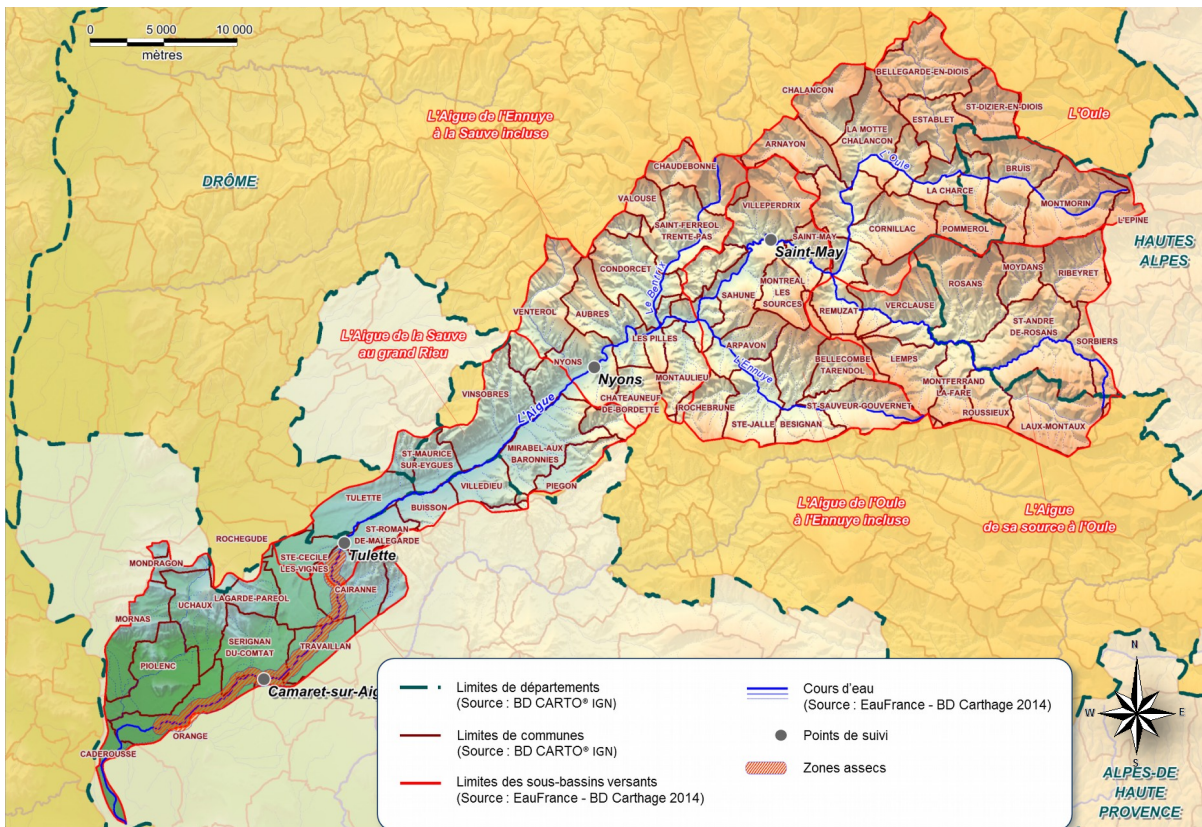 0 5 000 10 000
mètres
BELLEGARDE-EN-DIOIS
CHALANCON
ST-DIZIER-EN-DIOIS
L'Aigue de l'Ennuye
à la Sauve incluse
L'Oule
ESTABLET
LA MOTTE
CHALANCON
ARNAYON
CHAUDEBONNE
L'Oule
BRUIS
DRÔME
LA CHARCE
MONTMORIN
VALOUSE
VILLEPERDRIX
L'EPINE
SAINT-FERREOL
TRENTE-PAS
SAINT-MAY
CORNILLAC
POMMEROL
Saint-May
HAUTES
ALPES
CONDORCET
MOYDANS
RIBEYRET
ROSANS
Le Bentrix
SAHUNE
MONTREAL
LES
SOURCES
VERCLAUSE
VENTEROL
AUBRES
REMUZAT
ST-ANDRE
DE-ROSANS
L'Aigue de la Sauve
au grand Rieu
LES PILLES
ARPAVON
SORBIERS
NYONS
L'Ennuye
BELLECOMBE
TARENDOL
LEMPS
Nyons
MONTAULIEU
MONTFERRAND
LA-FARE
VINSOBRES
CHATEAUNEUF
DE-BORDETTE
ROCHEBRUNE
ST-SAUVEUR-GOUVERNET
ROUSSIEUX
L'Aigue
STE-JALLE
BESIGNAN
LAUX-MONTAUX
ST-MAURICE
SUR-EYGUES
MIRABEL-AUX
BARONNIES
VILLEDIEU
PIEGON
TULETTE
BUISSON
L'Aigue de l'Oule
à l'Ennuye incluse
L'Aigue
de sa source à l'Oule
ST-ROMAN
DE-MALEGARDE
ROCHEGUDE
Tulette
STE-CECILE
LES-VIGNES
MONDRAGON
CAIRANNE
LAGARDE-PAREOL
UCHAUX
MORNAS
SERIGNAN
DU-COMTAT
TRAVAILLAN
PIOLENC
Camaret-sur-Aig
ORANGE
CADEROUSSE
Limites de départements
(Source : BD CARTO® IGN)
Limites de communes
(Source : BD CARTO® IGN)
Limites des sous-bassins versants
(Source : EauFrance - BD Carthage 2014)
Cours d'eau
(Source : EauFrance - BD Carthage 2014)
Points de suivi
Zones assecs
N
W E
S
ALPES-DE
HAUTE
PROVENCE